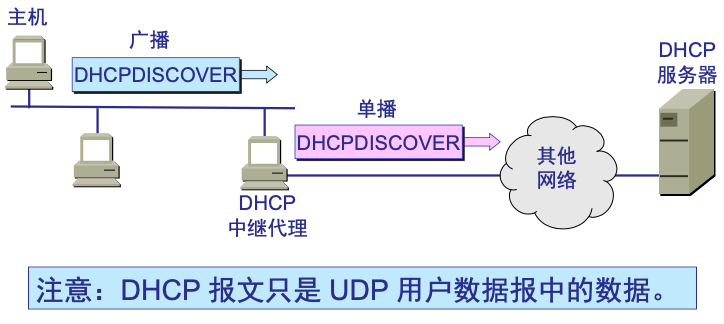 主机
广播
DHCPDISCOVER
DHCP
服务器
单播
DHCPDISCOVER
其他
网络
DHCP
中继代理
注意：DHCP 报文只是 UDP 用户数据报中的数据。